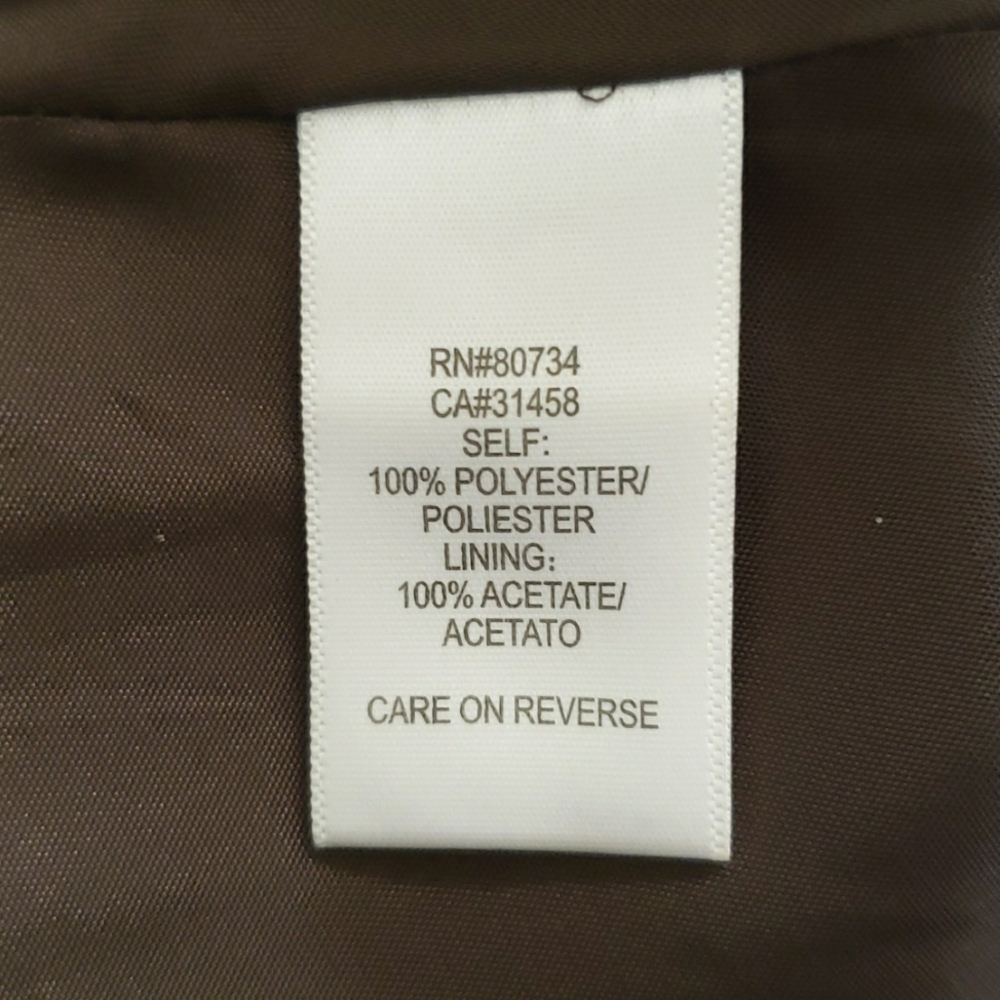 RN#80734
CA#31458
SELF:
100% POLYESTER/
POLIESTER
LINING:
100% ACETATE/
ACETATO
CARE ON REVERSE